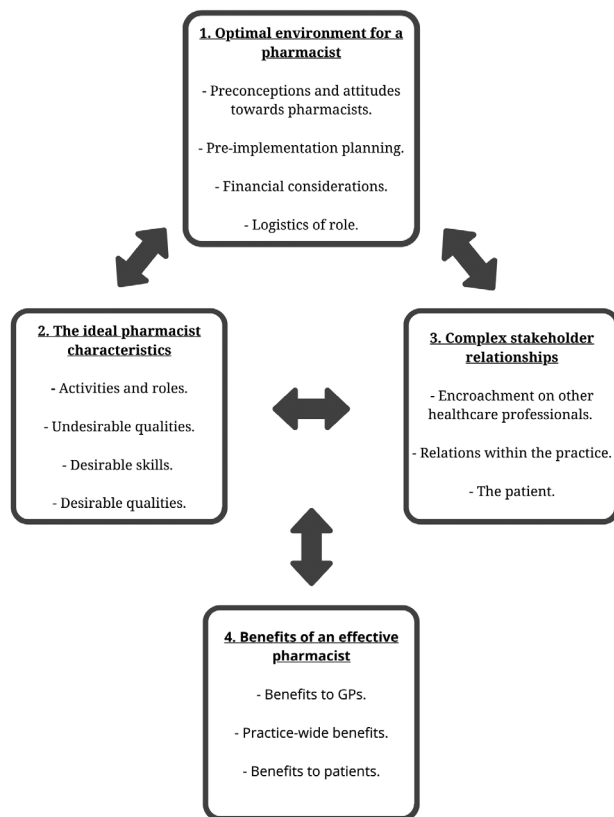 1. Optimal environment for a
pharmacist
- Preconceptions and attitudes
towards pharmacists.
- Pre-implementation planning.
- Financial considerations.
- Logistics of role.
2. The ideal pharmacist
characteristics
- Activities and roles.
- Undesirable qualities.
- Desirable skills.
- Desirable qualities.
3. Complex stakeholder
relationships
- Encroachment on other
healthcare professionals.
- Relations within the practice.
- The patient.
4. Benefits of an effective
pharmacist
- Benefits to GPs.
- Practice-wide benefits.
- Benefits to patients.